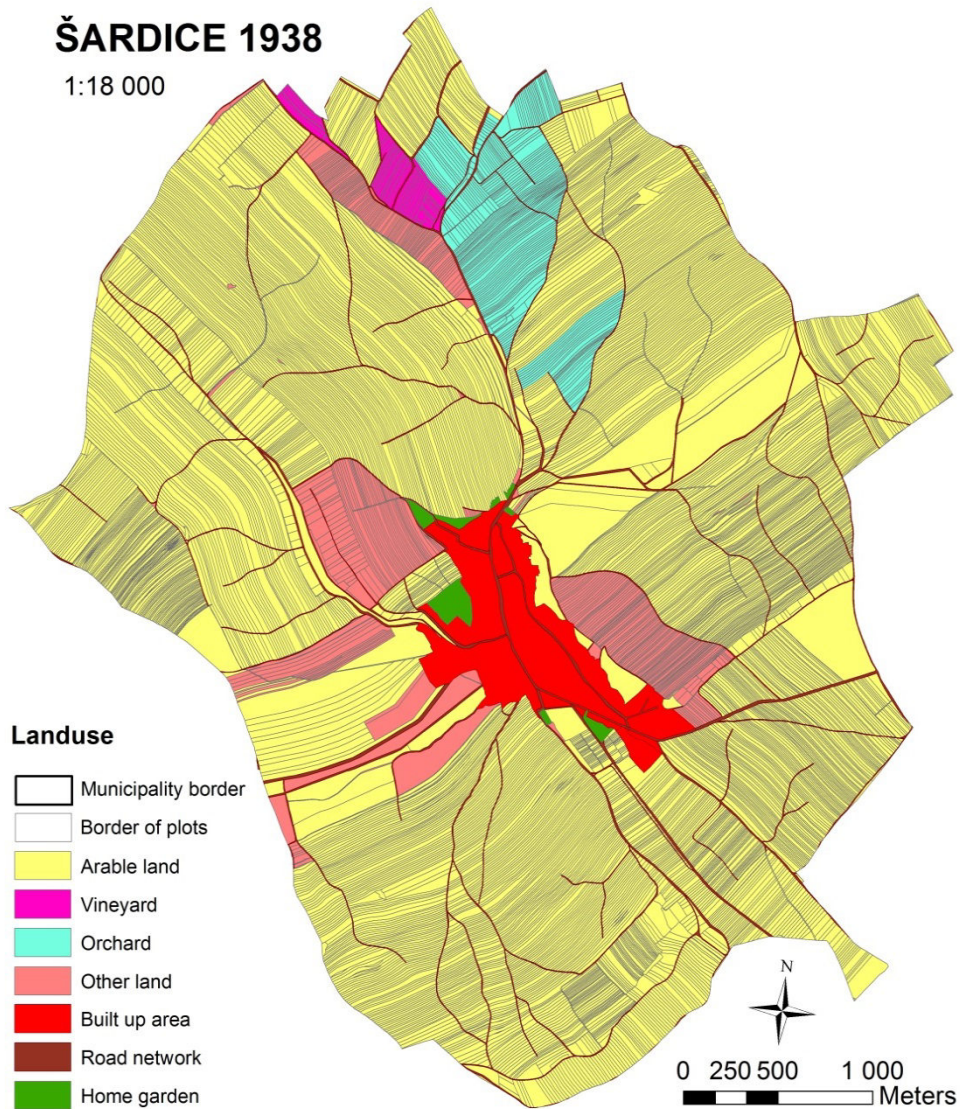 ŠARDICE 1938
1:18 000
Landuse
Municipality border
Border of plots
Arable land
Vineyard
Orchard
Other land
Built up area
Road network
Home garden
N
0 250 500 1 000
Meters